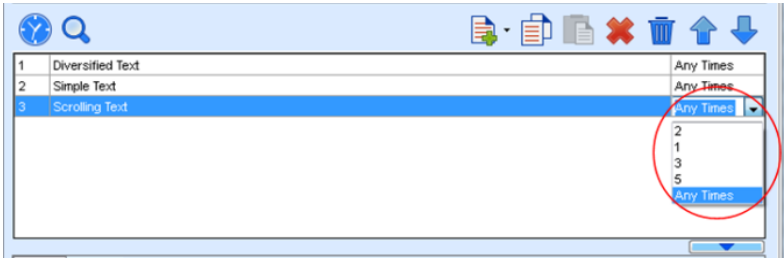 1 Diversified Text Any Times
2 Simple Text Any Times
3 Scrolling Text Any Times
2
1
3
5
Any Times